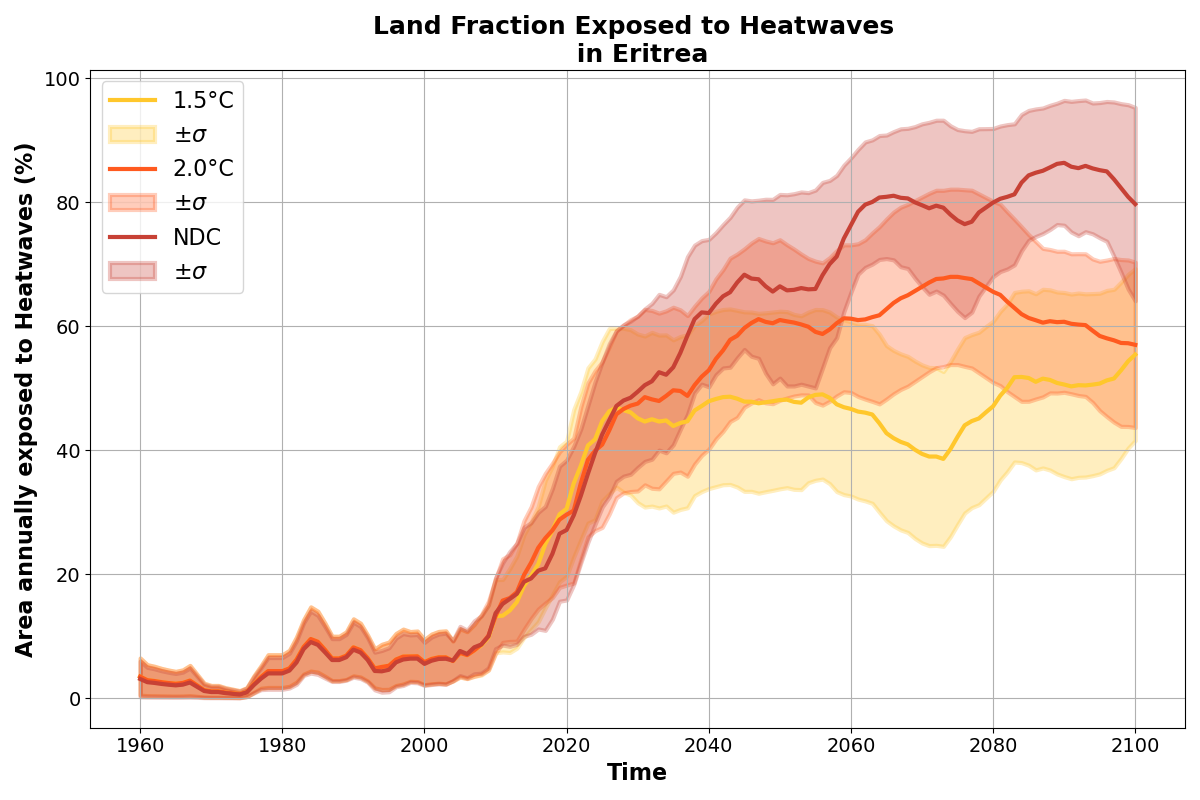 Land Fraction Exposed to Heatwaves
in Eritrea
Area annually exposed to Heatwaves (%)
100
80
60
40
20
0
1.5°C
±σ
2.0°C
±σ
NDC
±σ
1960
1980
2000
2020
2040
2060
2080
2100
Time